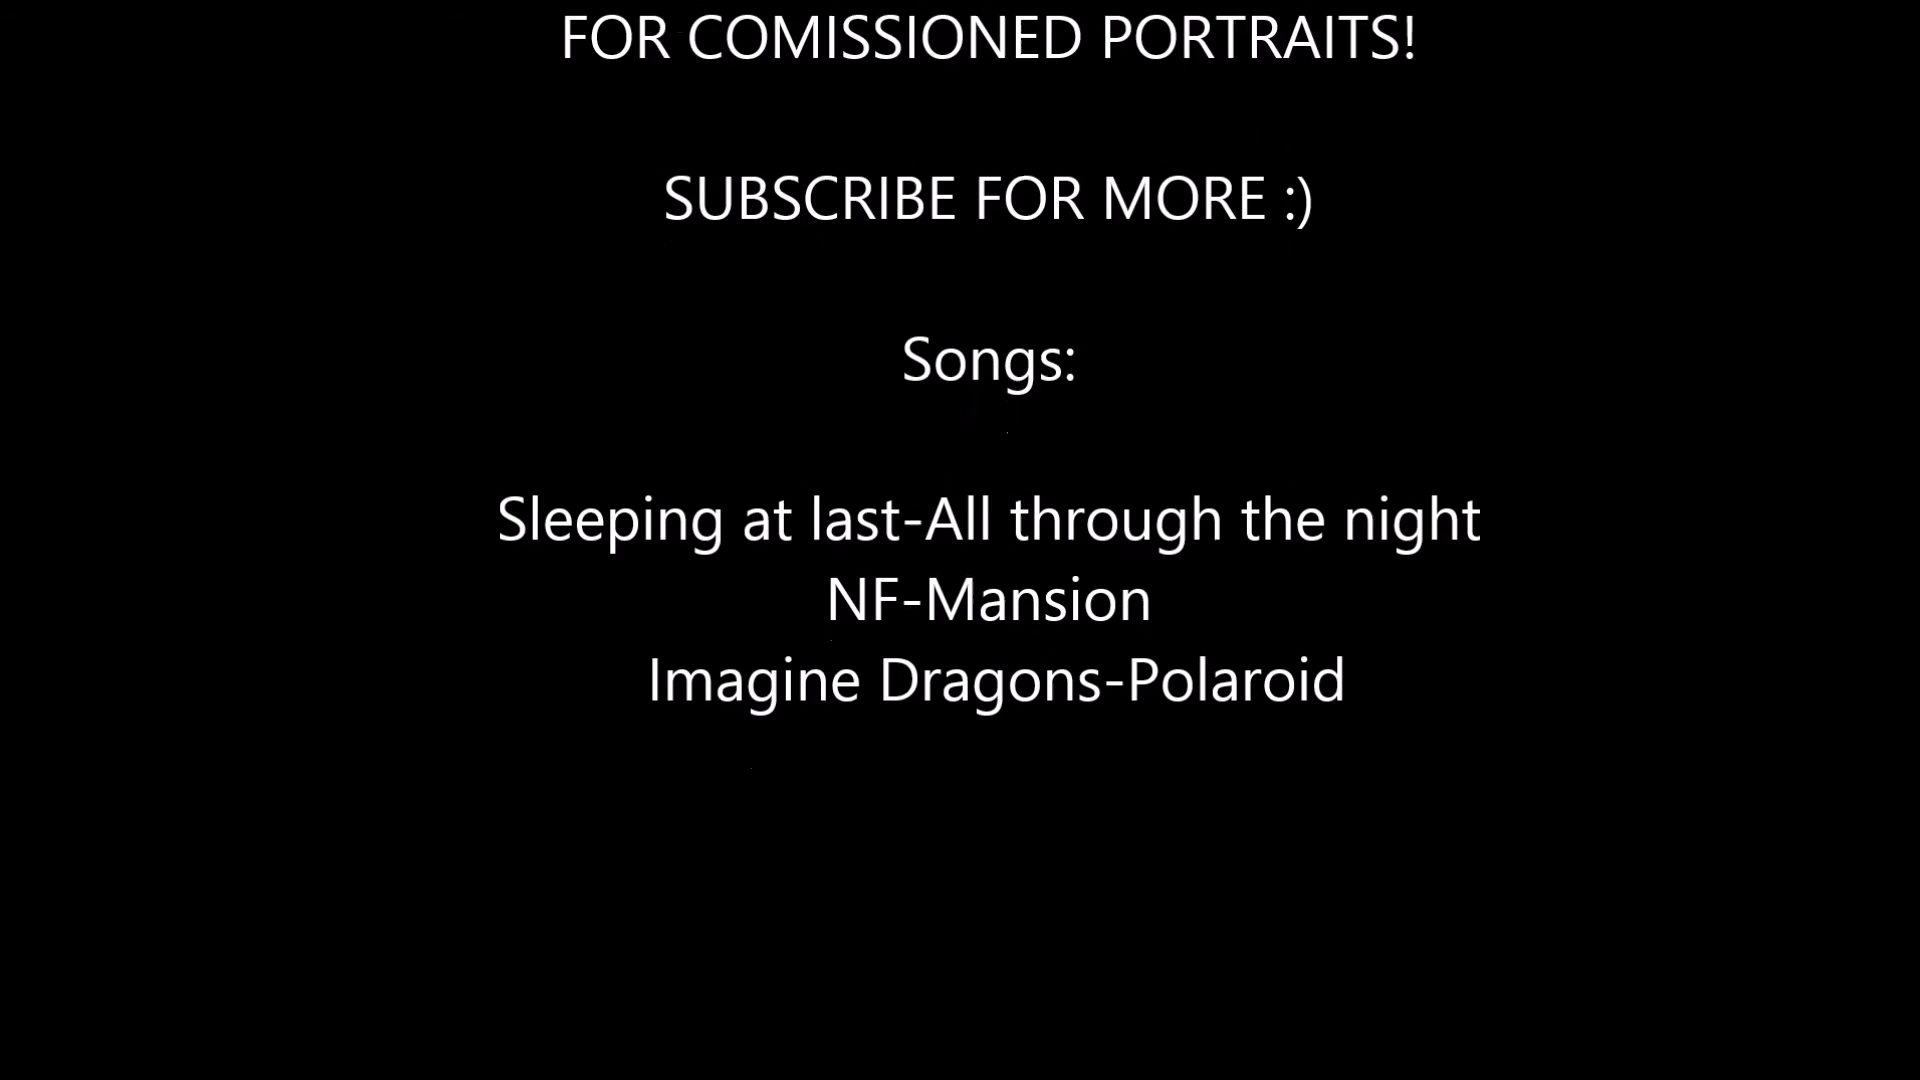 FOR COMISSIONED PORTRAITS!
SUBSCRIBE FOR MORE :)
Songs:
Sleeping at last-All through the night
NF-Mansion
Imagine Dragons-Polaroid